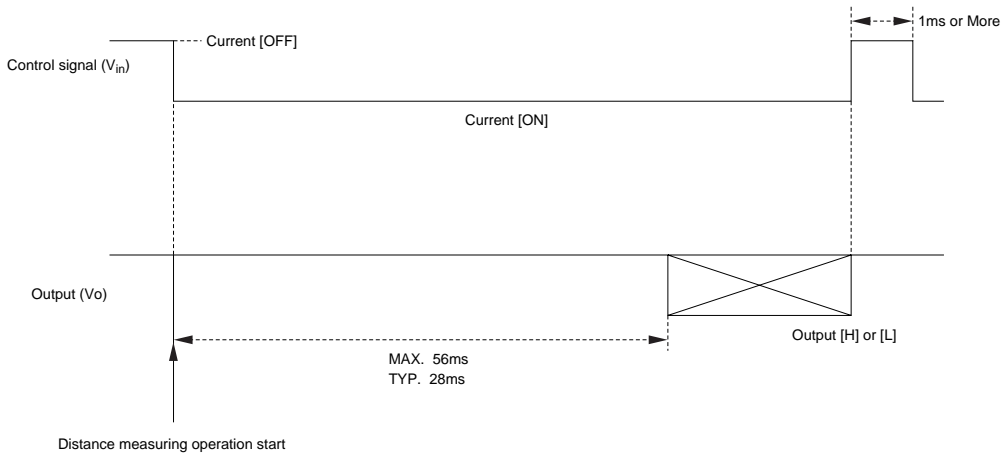 1ms or More
Current [OFF]
Control signal (Vin)
Current [ON]
Output (Vo)
Output [H] or [L]
MAX. 56ms
TYP. 28ms
Distance measuring operation start